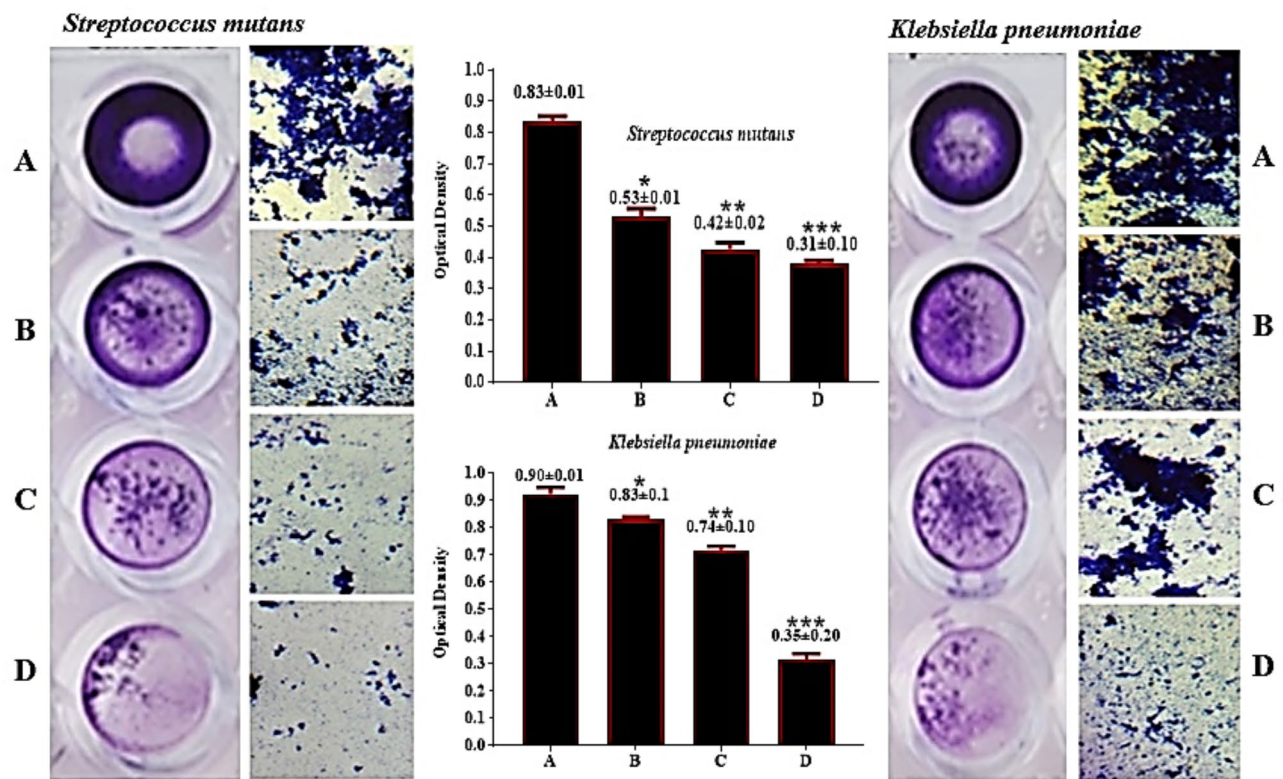 Streptococcus mutans
A
B
C
D
1.0
0.9
0.8
0.7
0.6
0.5
0.4
0.3
0.2
0.1
0.0
Optical Density
Streptococcus mutans
0.83±0.01
*
0.53±0.01
**
0.42±0.02
***
0.31±0.10
A B C D
Klebsiella pneumoniae
1.0
0.9
0.8
0.7
0.6
0.5
0.4
0.3
0.2
0.1
0.0
Optical Density
0.90±0.01
*
0.83±0.1
**
0.74±0.10
***
0.35±0.20
A B C D
Klebsiella pneumoniae
A
B
C
D